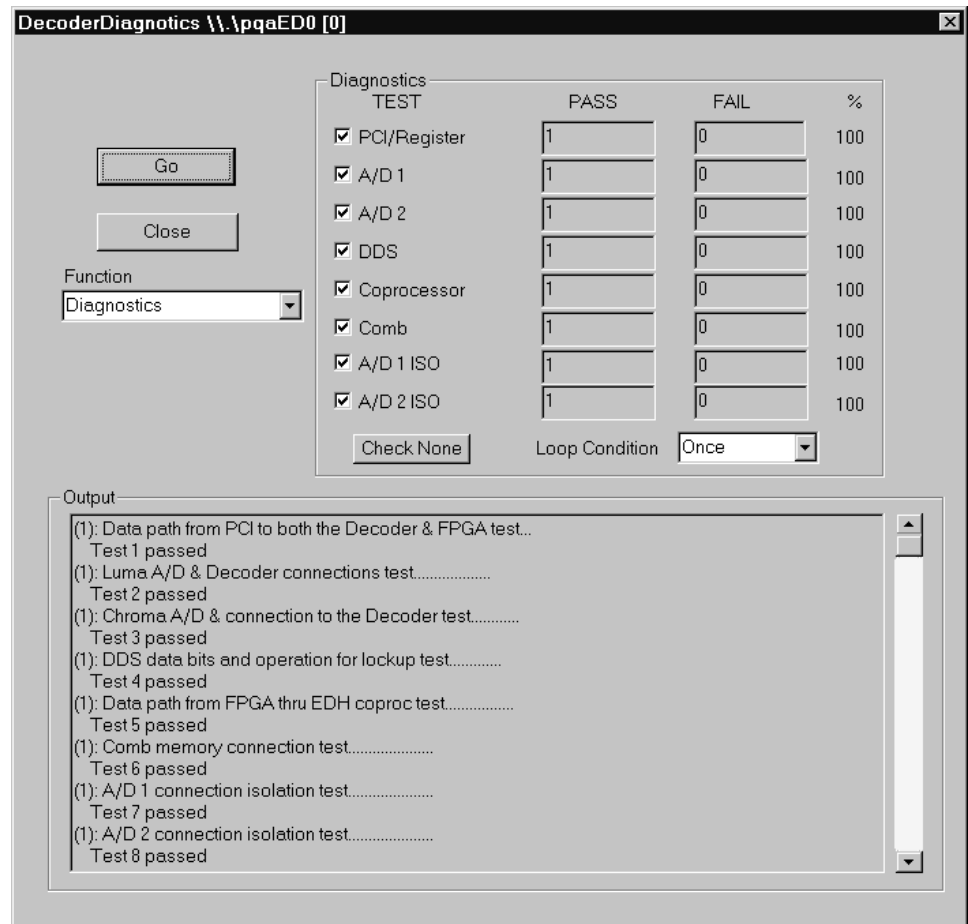 DecoderDiagnotics \\.\pqaED0 [0]
Diagnostics
TEST PASS FAIL %
PCI/Register 1 0 100
A/D 1 1 0 100
A/D 2 1 0 100
DDS 1 0 100
Coprocessor 1 0 100
Comb 1 0 100
A/D 1 ISO 1 0 100
A/D 2 ISO 1 0 100
Check None Loop Condition Once
Go
Close
Function
Diagnostics
Output
(1): Data path from PCI to both the Decoder & FPGA test...
Test 1 passed
(1): Luma A/D & Decoder connections test...................
Test 2 passed
(1): Chroma A/D & connection to the Decoder test............
Test 3 passed
(1): DDS data bits and operation for lockup test.............
Test 4 passed
(1): Data path from FPGA thru EDH coproc test.................
Test 5 passed
(1): Comb memory connection test.....................
Test 6 passed
(1): A/D 1 connection isolation test.....................
Test 7 passed
(1): A/D 2 connection isolation test.....................
Test 8 passed